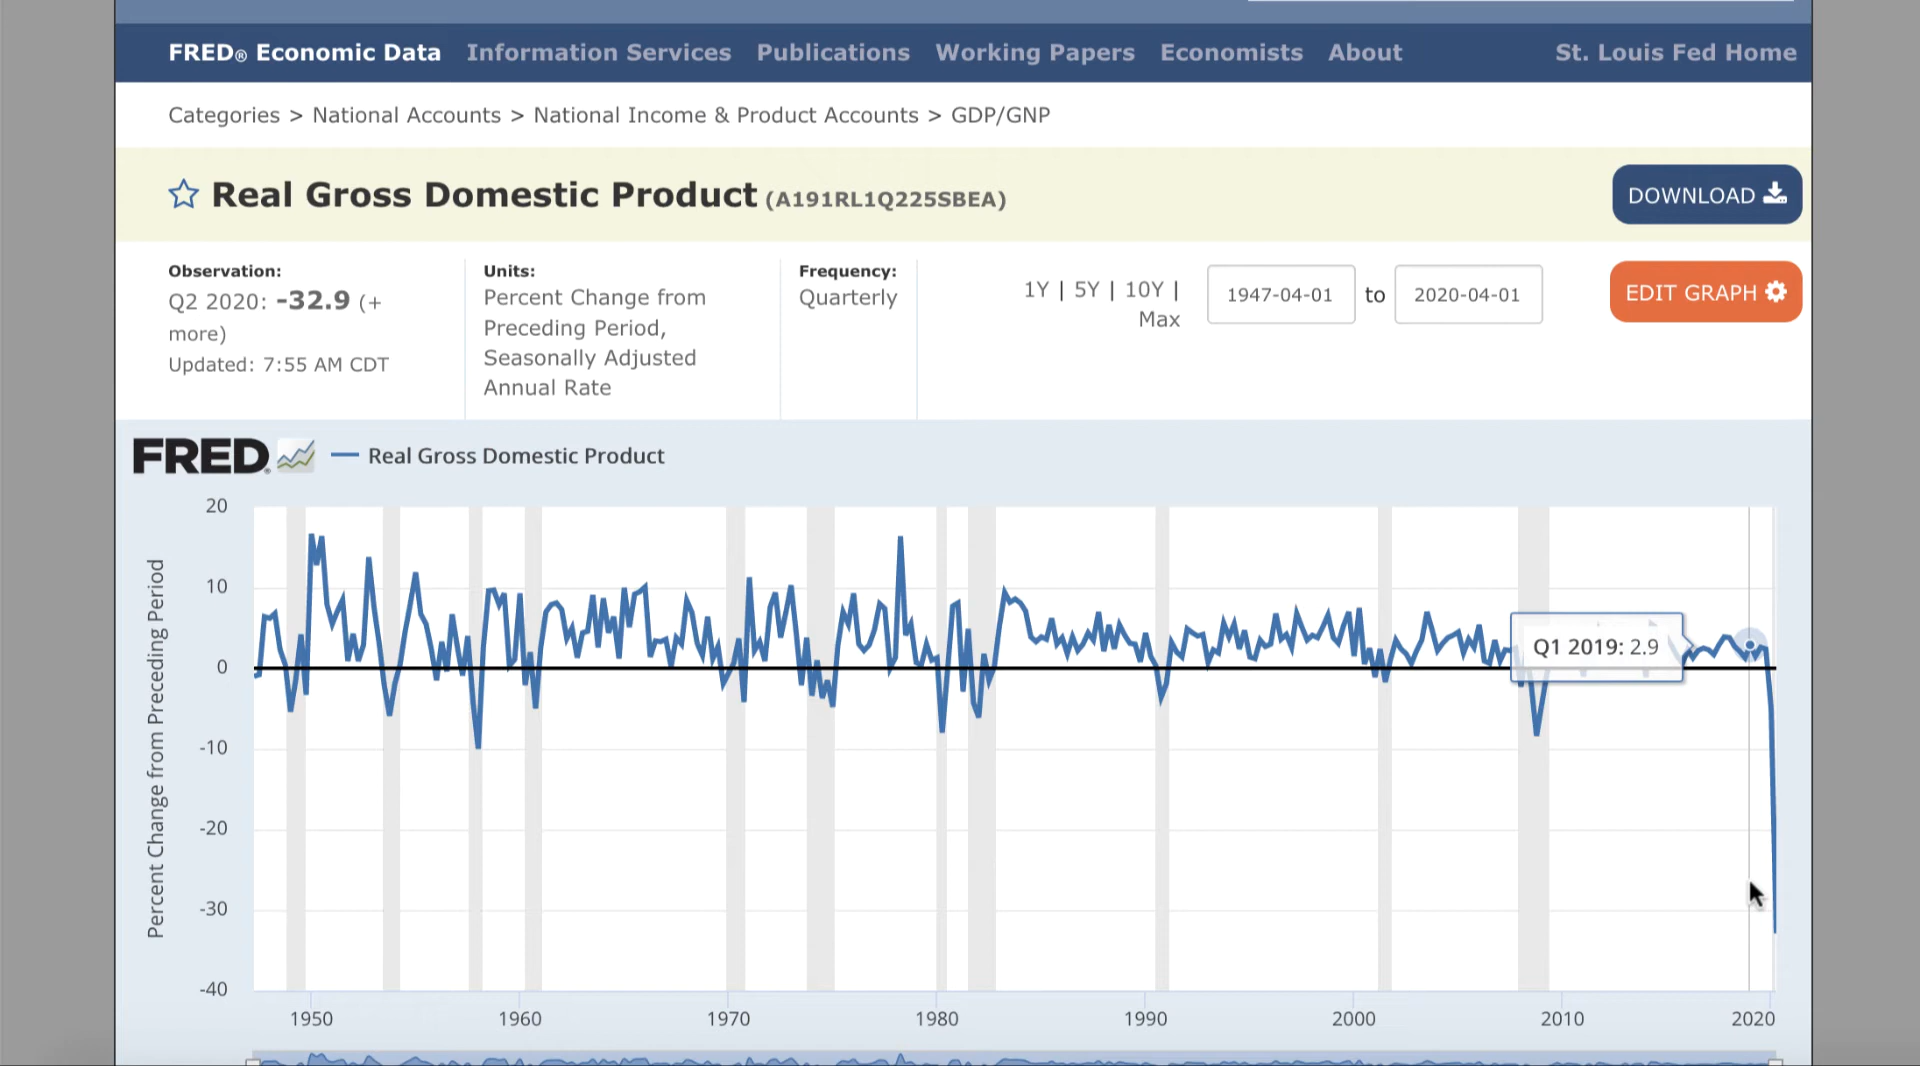 FRED® Economic Data Information Services Publications Working Papers Economists About St. Louis Fed Home
Categories > National Accounts > National Income & Product Accounts > GDP/GNP
Real Gross Domestic Product (A191RL1Q225SBEA)
DOWNLOAD
Observation:
Q2 2020: -32.9 (+
more)
Updated: 7:55 AM CDT
Units:
Percent Change from
Preceding Period,
Seasonally Adjusted
Annual Rate
Frequency:
Quarterly
1Y | 5Y | 10Y |
Max
1947-04-01 to 2020-04-01
EDIT GRAPH
FRED® Real Gross Domestic Product
Percent Change from Preceding Period
20
10
0
-10
-20
-30
-40
Q1 2019: 2.9
1950 1960 1970 1980 1990 2000 2010 2020